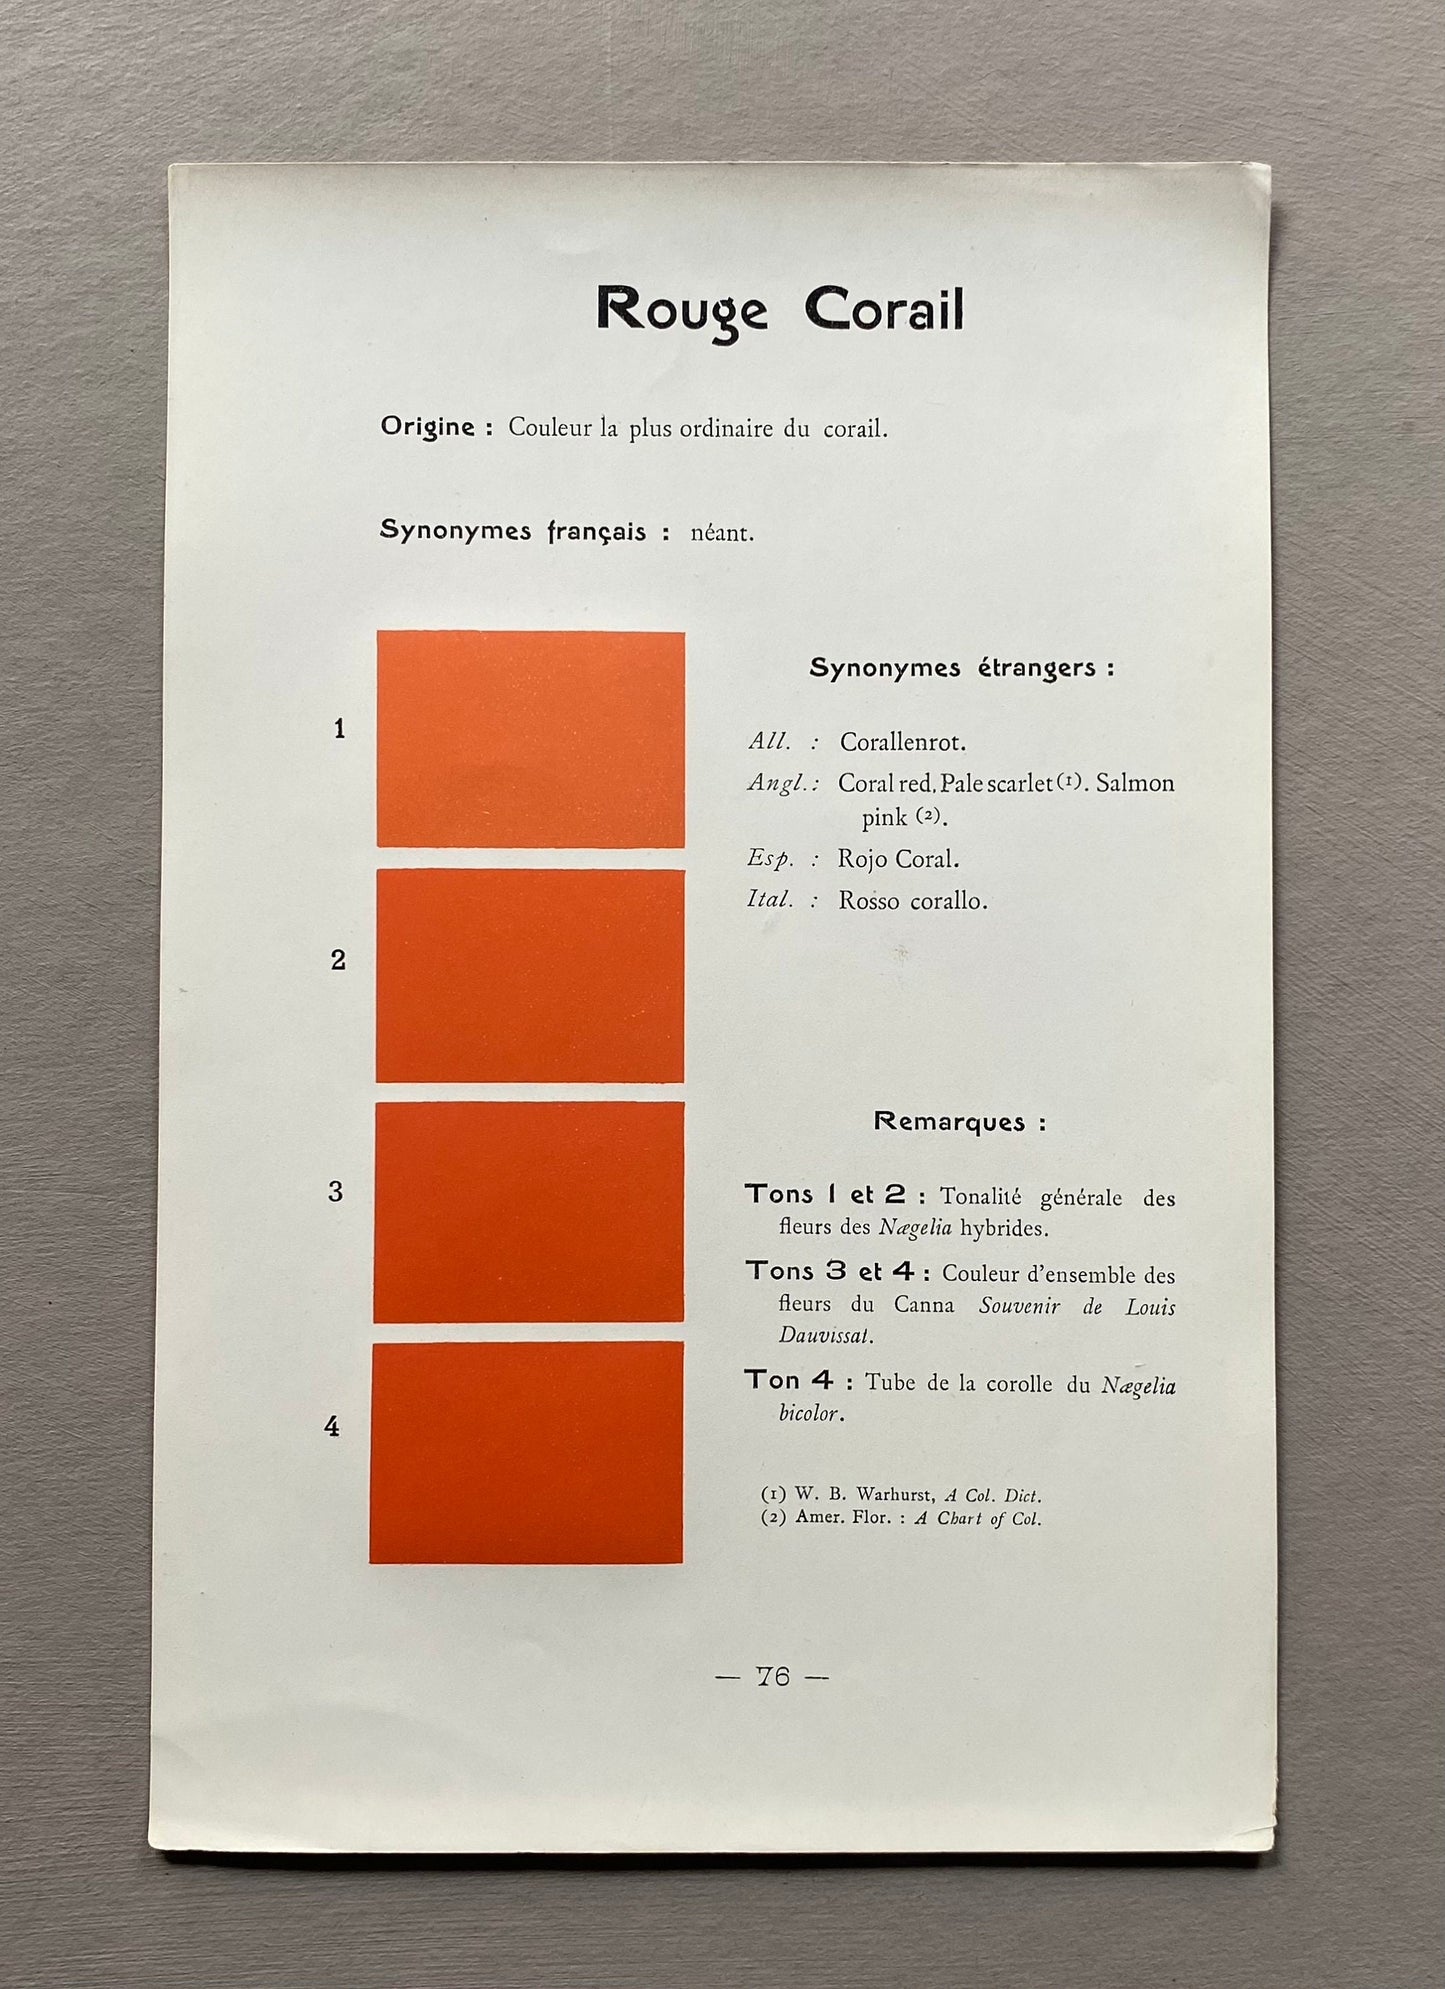 Rouge Corail
Origine : Couleur la plus ordinaire du corail.
Synonymes français : néant.
1
2
3
4
Synonymes étrangers :
All. : Corallenrot.
Angl.: Coral red, Pale scarlet (1). Salmon
pink (2).
Esp. : Rojo Coral.
Ital. : Rosso corallo.
Remarques :
Tons 1 et 2 : Tonalité générale des
fleurs des Nægelia hybrides.
Tons 3 et 4 : Couleur d'ensemble des
fleurs du Canna Souvenir de Louis
Dauvissat.
Ton 4 : Tube de la corolle du Nægelia
bicolor.
(1) W. B. Warhurst, A Col. Dict.
(2) Amer. Flor. : A Chart of Col.
— 76 —